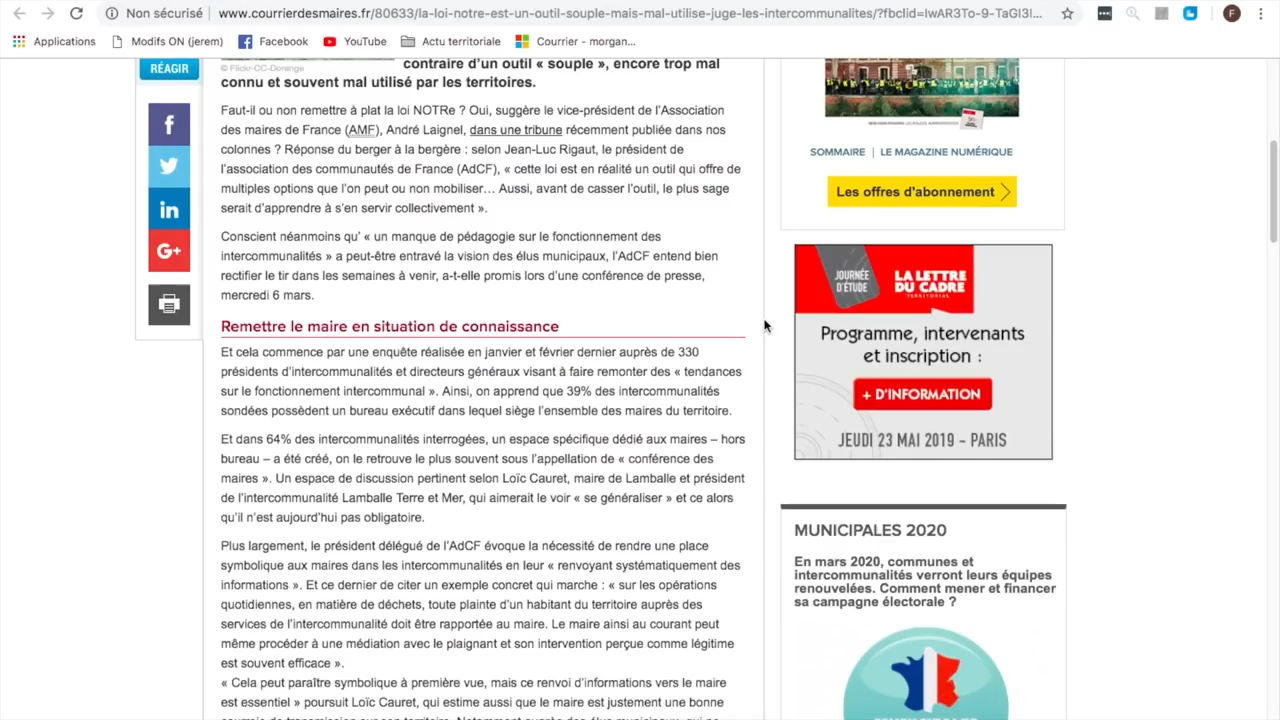 Non sécurisé
www.courrierdesmaires.fr/80633/la-loi-notre-est-un-outil-souple-mais-mal-utilise-juge-les-intercommunalites/?fbclid=IwAR3To-9-TaGI3I...
F
Applications
Modifs ON (jerem)
Facebook
YouTube
Actu territoriale
Courrier - morgan...
RÉAGIR
f
in
G+
© Flickr-CC-Dorange
contraire d’un outil « souple », encore trop mal
connu et souvent mal utilisé par les territoires.
Faut-il ou non remettre à plat la loi NOTRe ? Oui, suggère le vice-président de l’Association
des maires de France (AMF), André Laignel, dans une tribune récemment publiée dans nos
colonnes ? Réponse du berger à la bergère : selon Jean-Luc Rigaut, le président de
l’association des communautés de France (AdCF), « cette loi est en réalité un outil qui offre de
multiples options que l’on peut ou non mobiliser… Aussi, avant de casser l’outil, le plus sage
serait d’apprendre à s’en servir collectivement ».
Conscient néanmoins qu’ « un manque de pédagogie sur le fonctionnement des
intercommunalités » a peut-être entravé la vision des élus municipaux, l’AdCF entend bien
rectifier le tir dans les semaines à venir, a-t-elle promis lors d’une conférence de presse,
mercredi 6 mars.
Remettre le maire en situation de connaissance
Et cela commence par une enquête réalisée en janvier et février dernier auprès de 330
présidents d’intercommunalités et directeurs généraux visant à faire remonter des « tendances
sur le fonctionnement intercommunal ». Ainsi, on apprend que 39% des intercommunalités
sondées possèdent un bureau exécutif dans lequel siège l’ensemble des maires du territoire.
Et dans 64% des intercommunalités interrogées, un espace spécifique dédié aux maires – hors
bureau – a été créé, on le retrouve le plus souvent sous l’appellation de « conférence des
maires ». Un espace de discussion pertinent selon Loïc Cauret, maire de Lamballe et président
de l’intercommunalité Lamballe Terre et Mer, qui aimerait le voir « se généraliser » et ce alors
qu’il n’est aujourd’hui pas obligatoire.
Plus largement, le président délégué de l’AdCF évoque la nécessité de rendre une place
symbolique aux maires dans les intercommunalités en leur « renvoyant systématiquement des
informations ». Et ce dernier de citer un exemple concret qui marche : « sur les opérations
quotidiennes, en matière de déchets, toute plainte d’un habitant du territoire auprès des
services de l’intercommunalité doit être rapportée au maire. Le maire ainsi au courant peut
même procéder à une médiation avec le plaignant et son intervention perçue comme légitime
est souvent efficace ».
« Cela peut paraître symbolique à première vue, mais ce renvoi d’informations vers le maire
est essentiel » poursuit Loïc Cauret, qui estime aussi que le maire est justement une bonne
SOMMAIRE | LE MAGAZINE NUMÉRIQUE
Les offres d'abonnement
JOURNÉE
D'ÉTUDE
LA LETTRE
DU CADRE
TERRITORIAL
Programme, intervenants
et inscription :
+ D'INFORMATION
JEUDI 23 MAI 2019 - PARIS
MUNICIPALES 2020
En mars 2020, communes et
intercommunalités verront leurs équipes
renouvelées. Comment mener et financer
sa campagne électorale ?